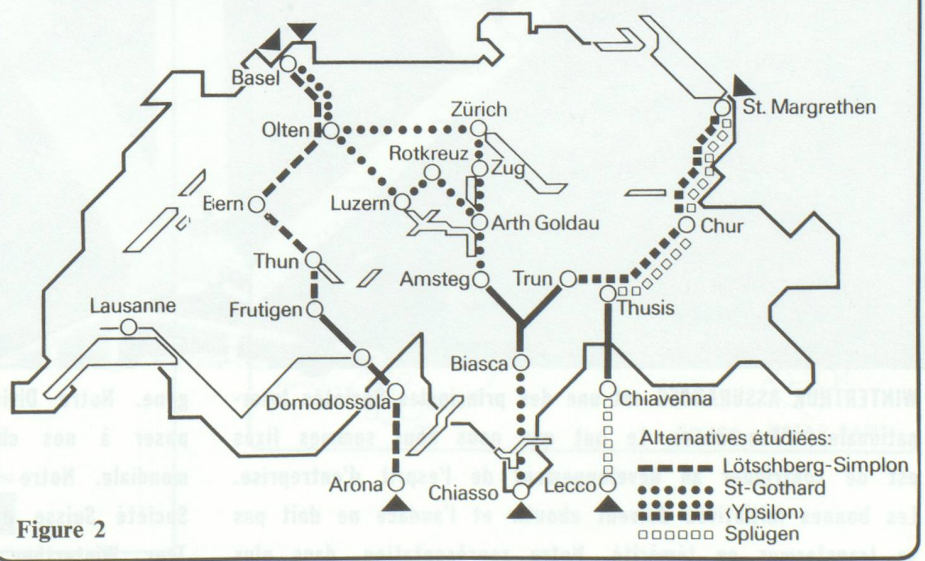 Basel
St. Margrethen
Zürich
Olten
Rotkreuz
Zug
Bern
Luzern
Arth Goldau
Chur
Thun
Amsteg
Trun
Thusis
Lausanne
Frutigen
Biasca
Domodossola
Chiavenna
Alternatives étudiées:
Lötschberg-Simplon
Arona
Chiasso
Lecco
St-Gothard
(Ypsilon)
Splügen
Figure 2